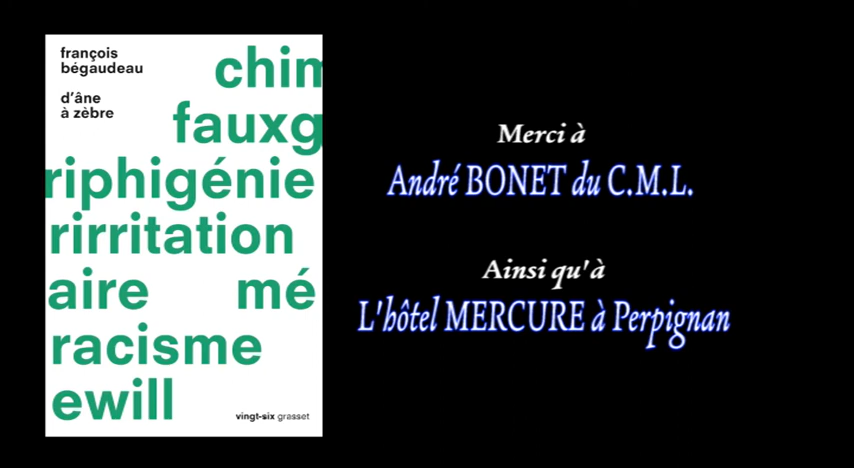 françois
bégaudeau
d'âne
à zèbre
chim
fauxg
riphigénie
rirritation
aire mé
racisme
ewill
vingt-six grasset
Merci à
André BONET du C.M.L.
Ainsi qu'à
L'hôtel MERCURE à Perpignan